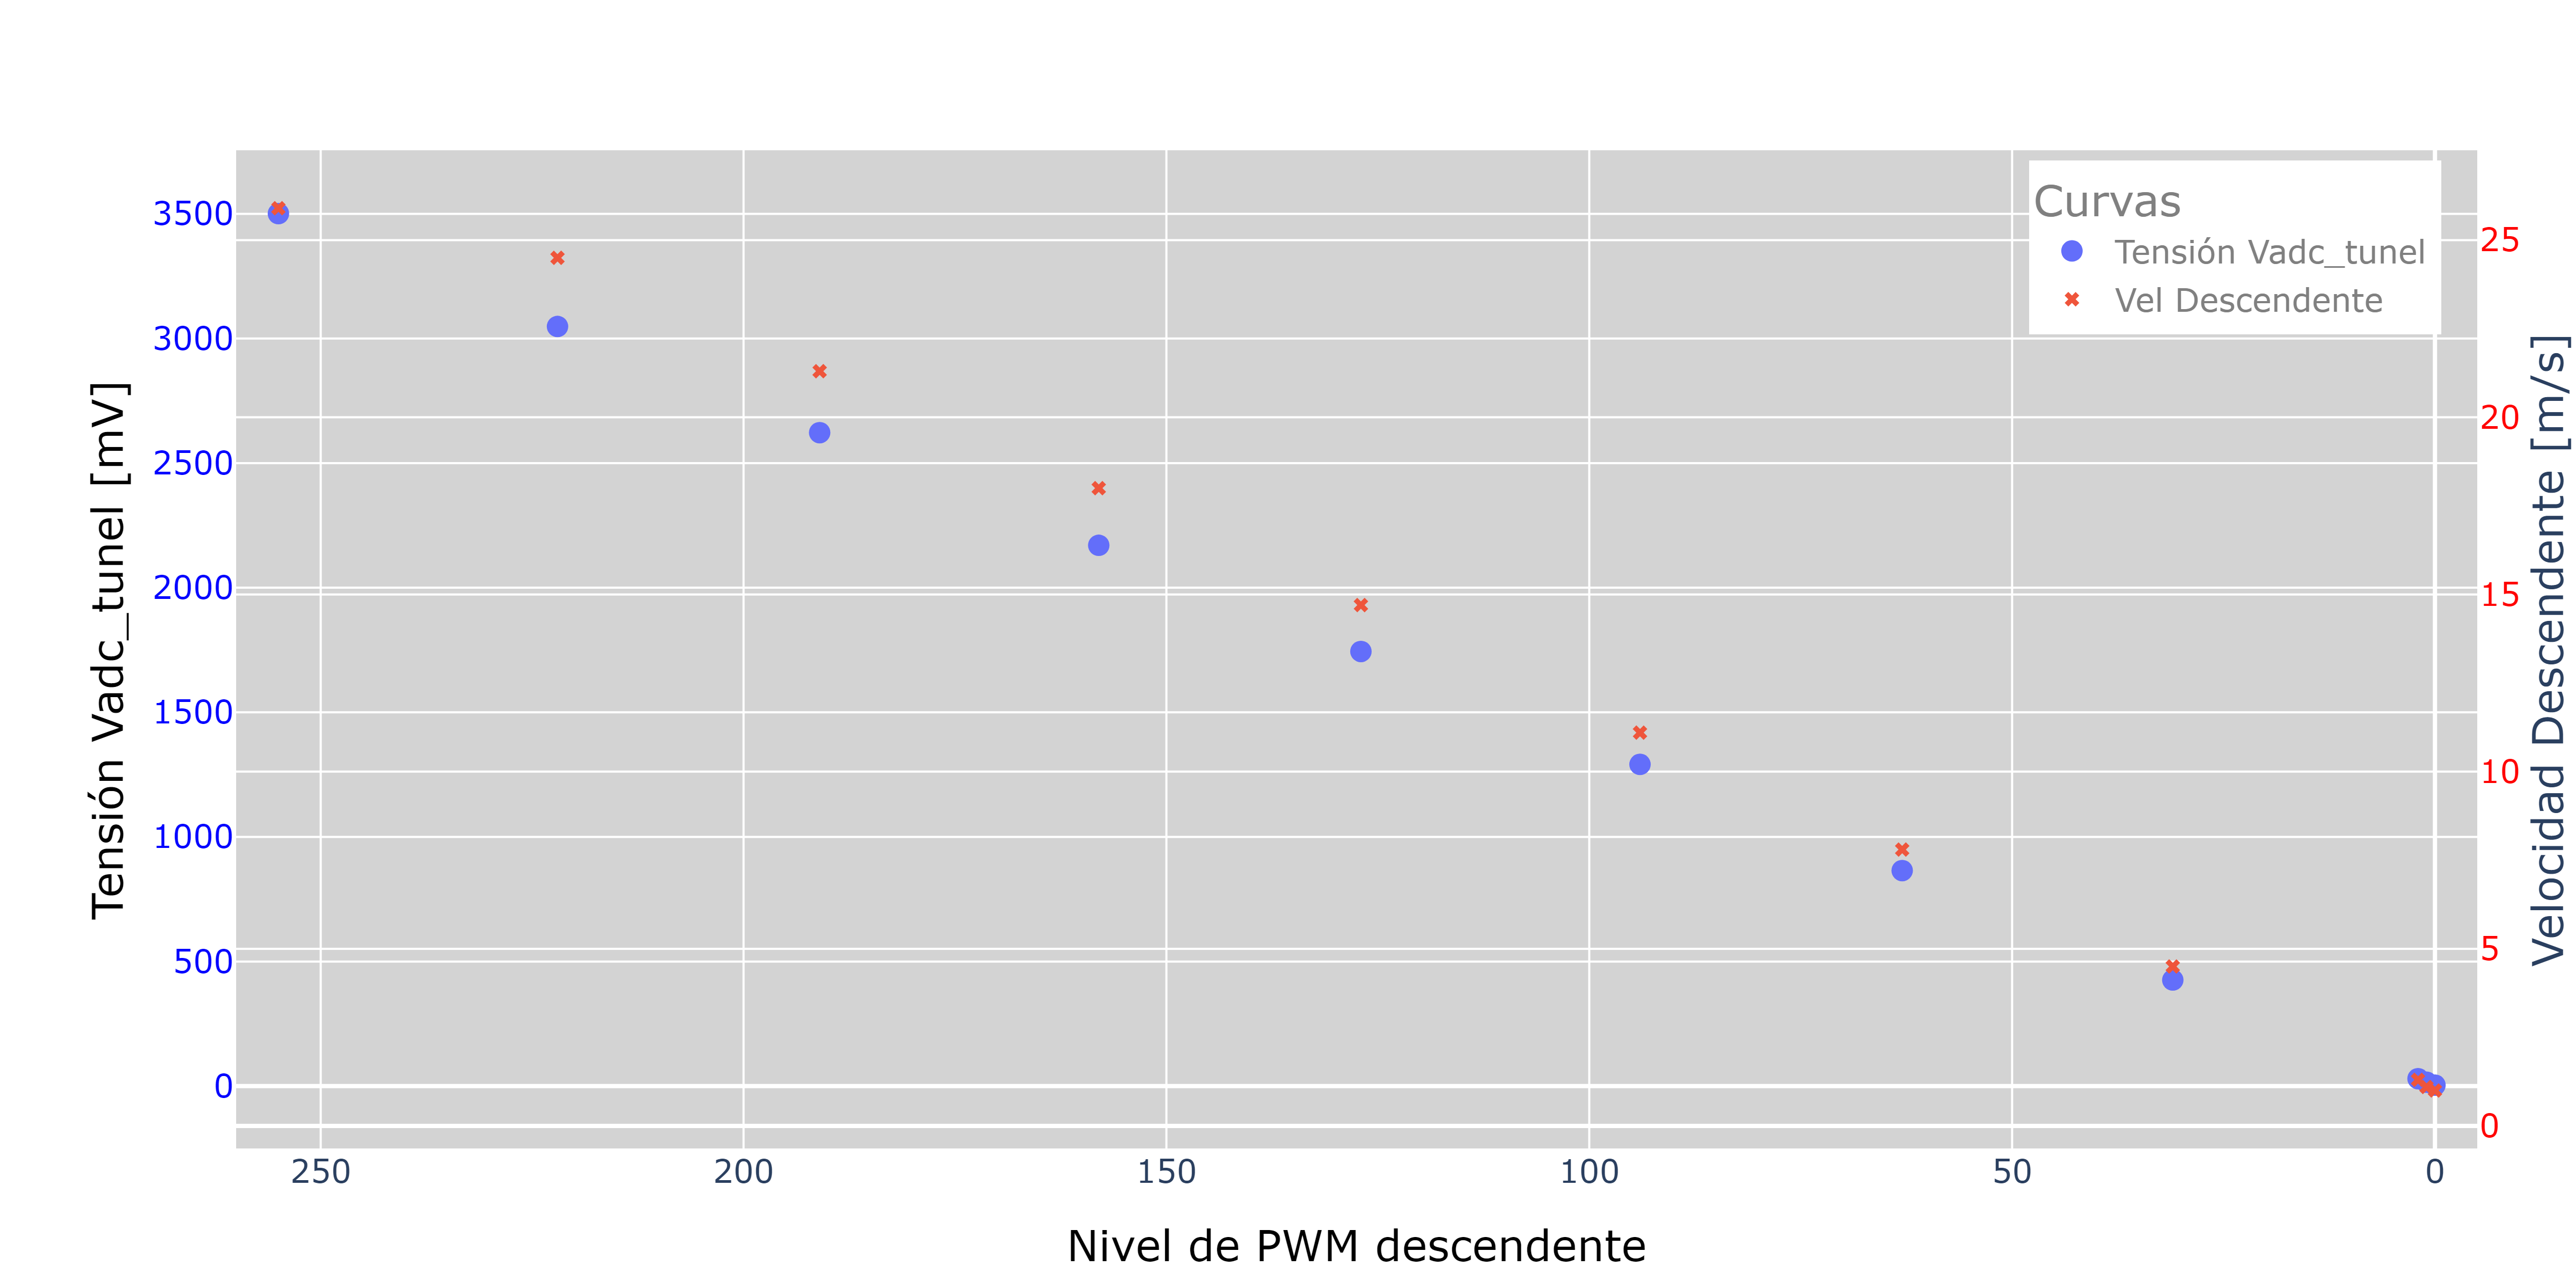 Curvas
Tensión Vadc_tunel
Vel Descendente
Tensión Vadc_tunel [mV]
3500
3000
2500
2000
1500
1000
500
0
25
20
15
10
5
0
Velocidad Descendente [m/s]
250 200 150 100 50 0
Nivel de PWM descendente